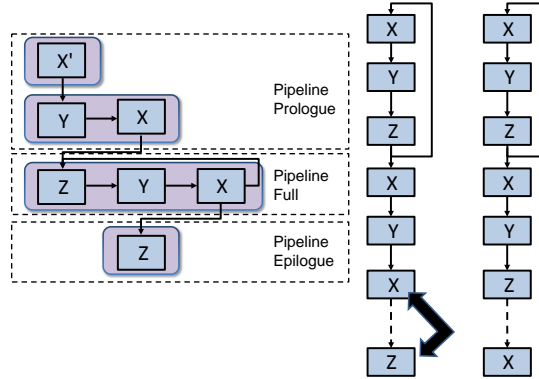 X'
Y X
Pipeline
Prologue
Z Y X
Pipeline
Full
Z
Pipeline
Epilogue
X
Y
Z
X
Y
X
Z
X
Y
Z
X
Y
Z
X